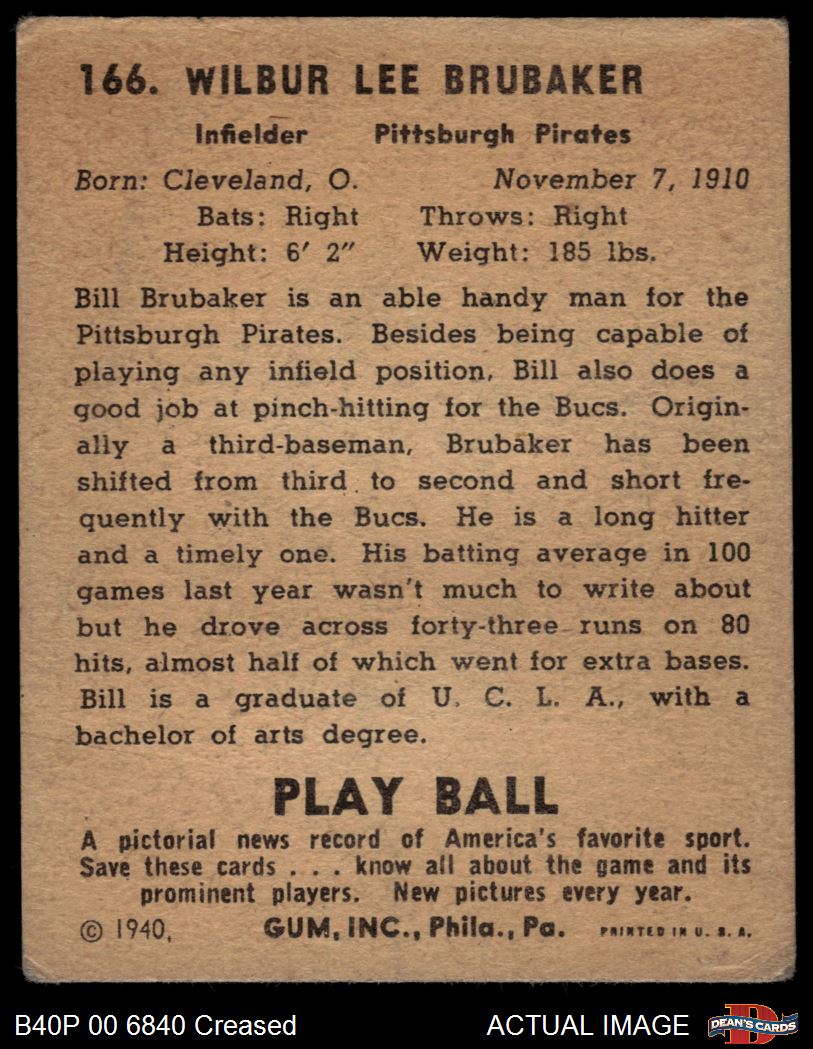 166. WILBUR LEE BRUBAKER
Infielder Pittsburgh Pirates
Born: Cleveland, O. November 7, 1910
Bats: Right Throws: Right
Height: 6' 2" Weight: 185 lbs.
Bill Brubaker is an able handy man for the
Pittsburgh Pirates. Besides being capable of
playing any infield position, Bill also does a
good job at pinch-hitting for the Bucs. Origin-
ally a third-baseman, Brubaker has been
shifted from third to second and short fre-
quently with the Bucs. He is a long hitter
and a timely one. His batting average in 100
games last year wasn't much to write about
but he drove across forty-three runs on 80
hits, almost half of which went for extra bases.
Bill is a graduate of U. C. L. A., with a
bachelor of arts degree.
PLAY BALL
A pictorial news record of America's favorite sport.
Save these cards . . . know all about the game and its
prominent players. New pictures every year.
© 1940, GUM, INC., Phila., Pa. PRINTED IN U. S. A.
B40P 00 6840 Creased ACTUAL IMAGE D DEAN'S CARDS